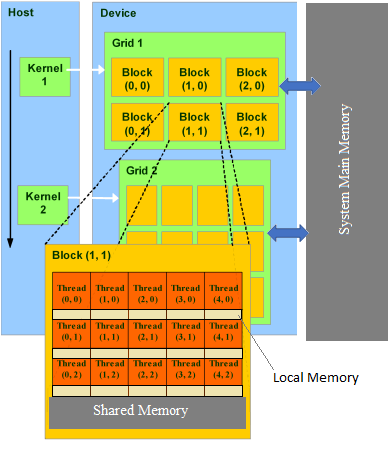 Host
Device
Grid 1
Kernel
1
Block
(0, 0)
Block
(1, 0)
Block
(2, 0)
Block
(0, 1)
Block
(1, 1)
Block
(2, 1)
System Main Memory
Grid 2
Kernel
2
Block (1, 1)
Thread
(0, 0)
Thread
(1, 0)
Thread
(2, 0)
Thread
(3, 0)
Thread
(4, 0)
Thread
(0, 1)
Thread
(1, 1)
Thread
(2, 1)
Thread
(3, 1)
Thread
(4, 1)
Thread
(0, 2)
Thread
(1, 2)
Thread
(2, 2)
Thread
(3, 2)
Thread
(4, 2)
Local Memory
Shared Memory